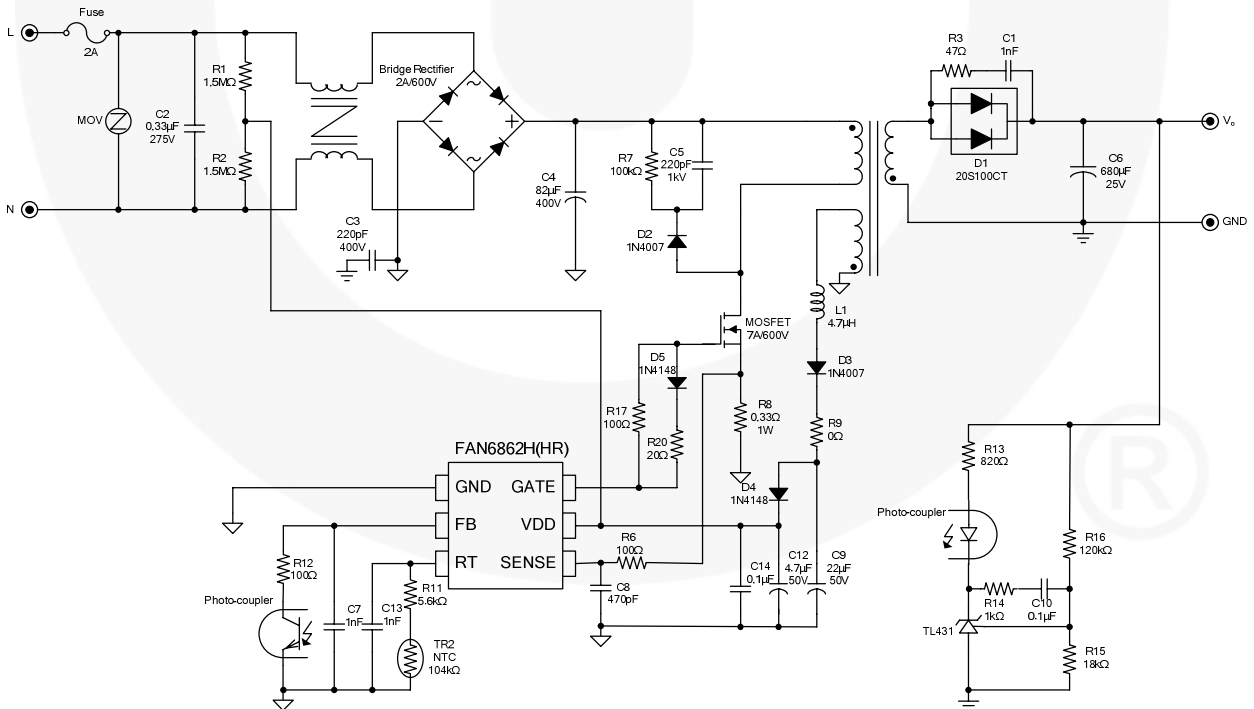 Fuse
L
2A
R1
1.5MΩ
MOV
C2
0.33µF
275V
R2
1.5MΩ
N
Bridge Rectifier
2A/600V
~
−
+
~
C3
220pF
400V
C4
82µF
400V
R7
100kΩ
C5
220pF
1kV
D2
1N4007
R3
47Ω
C1
1nF
D1
20S100CT
Vo
C6
680µF
25V
GND
L1
4.7µH
MOSFET
7A/600V
D3
1N4007
D5
1N4148
R17
100Ω
R20
20Ω
R8
0.33Ω
1W
R9
0Ω
D4
1N4148
FAN6862H(HR)
GND
GATE
FB
VDD
RT
SENSE
R6
100Ω
C8
470pF
C14
0.1µF
C12
4.7µF
50V
C9
22µF
50V
R12
100Ω
Photo-coupler
C7
1nF
C13
1nF
R11
5.6kΩ
TR2
NTC
104kΩ
R13
820Ω
Photo-coupler
R16
120kΩ
R14
1kΩ
C10
0.1µF
TL431
R15
18kΩ
®